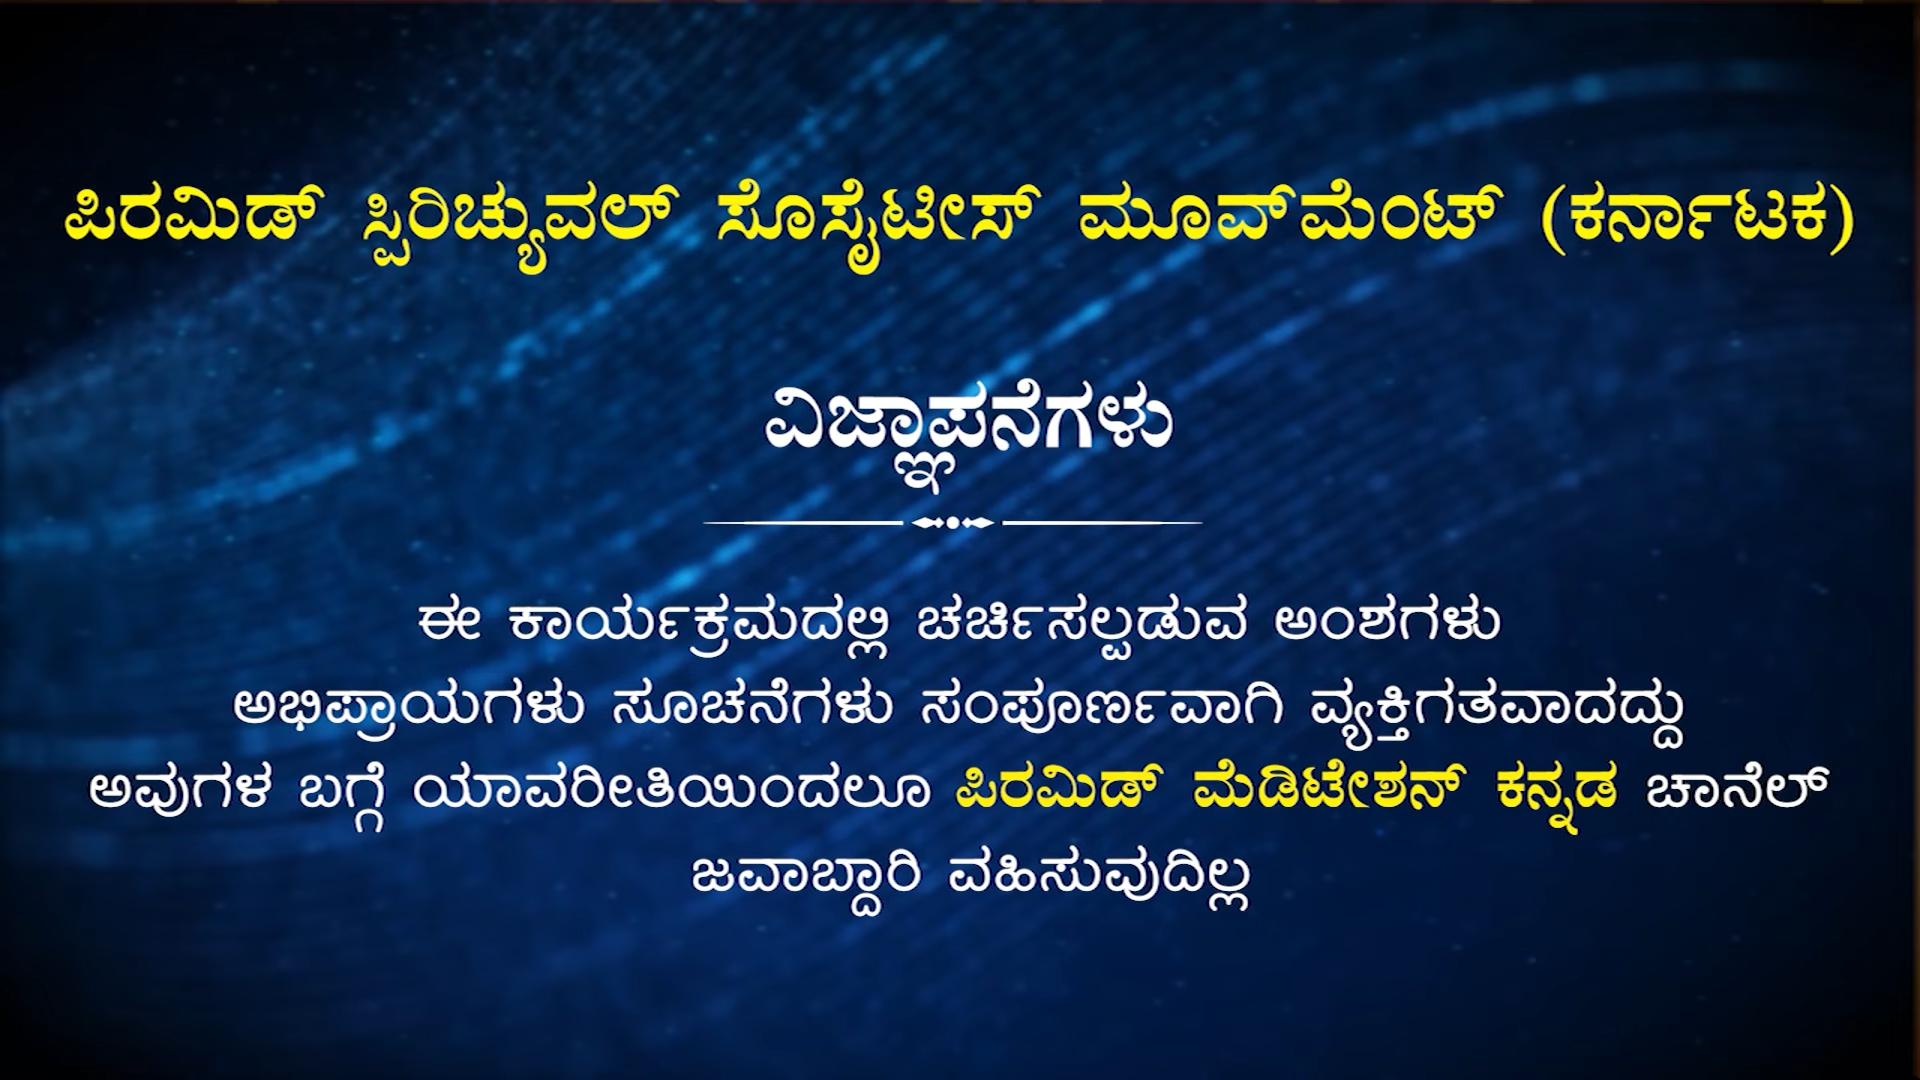 ಪಿರಮಿಡ್ ಸ್ಪಿರಿಚ್ಯುವಲ್ ಸೊಸೈಟೀಸ್ ಮೂವ್‌ಮೆಂಟ್ (ಕರ್ನಾಟಕ)
ವಿಜ್ಞಾಪನೆಗಳು
ಈ ಕಾರ್ಯಕ್ರಮದಲ್ಲಿ ಚರ್ಚಿಸಲ್ಪಡುವ ಅಂಶಗಳು
ಅಭಿಪ್ರಾಯಗಳು ಸೂಚನೆಗಳು ಸಂಪೂರ್ಣವಾಗಿ ವ್ಯಕ್ತಿಗತವಾದದ್ದು
ಅವುಗಳ ಬಗ್ಗೆ ಯಾವರೀತಿಯಿಂದಲೂ ಪಿರಮಿಡ್ ಮೆಡಿಟೇಶನ್ ಕನ್ನಡ ಚಾನೆಲ್
ಜವಾಬ್ದಾರಿ ವಹಿಸುವುದಿಲ್ಲ